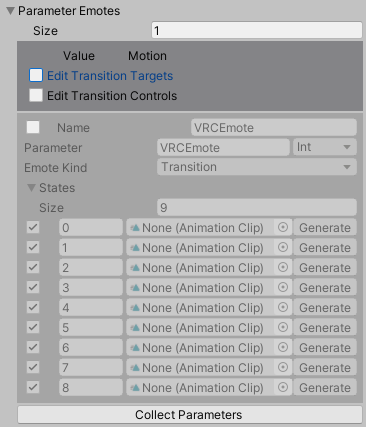 Parameter Emotes
Size 1
Value Motion
Edit Transition Targets
Edit Transition Controls
Name VRCEmote
Parameter VRCEmote Int
Emote Kind Transition
States
Size 9
0 None (Animation Clip) Generate
1 None (Animation Clip) Generate
2 None (Animation Clip) Generate
3 None (Animation Clip) Generate
4 None (Animation Clip) Generate
5 None (Animation Clip) Generate
6 None (Animation Clip) Generate
7 None (Animation Clip) Generate
8 None (Animation Clip) Generate
Collect Parameters